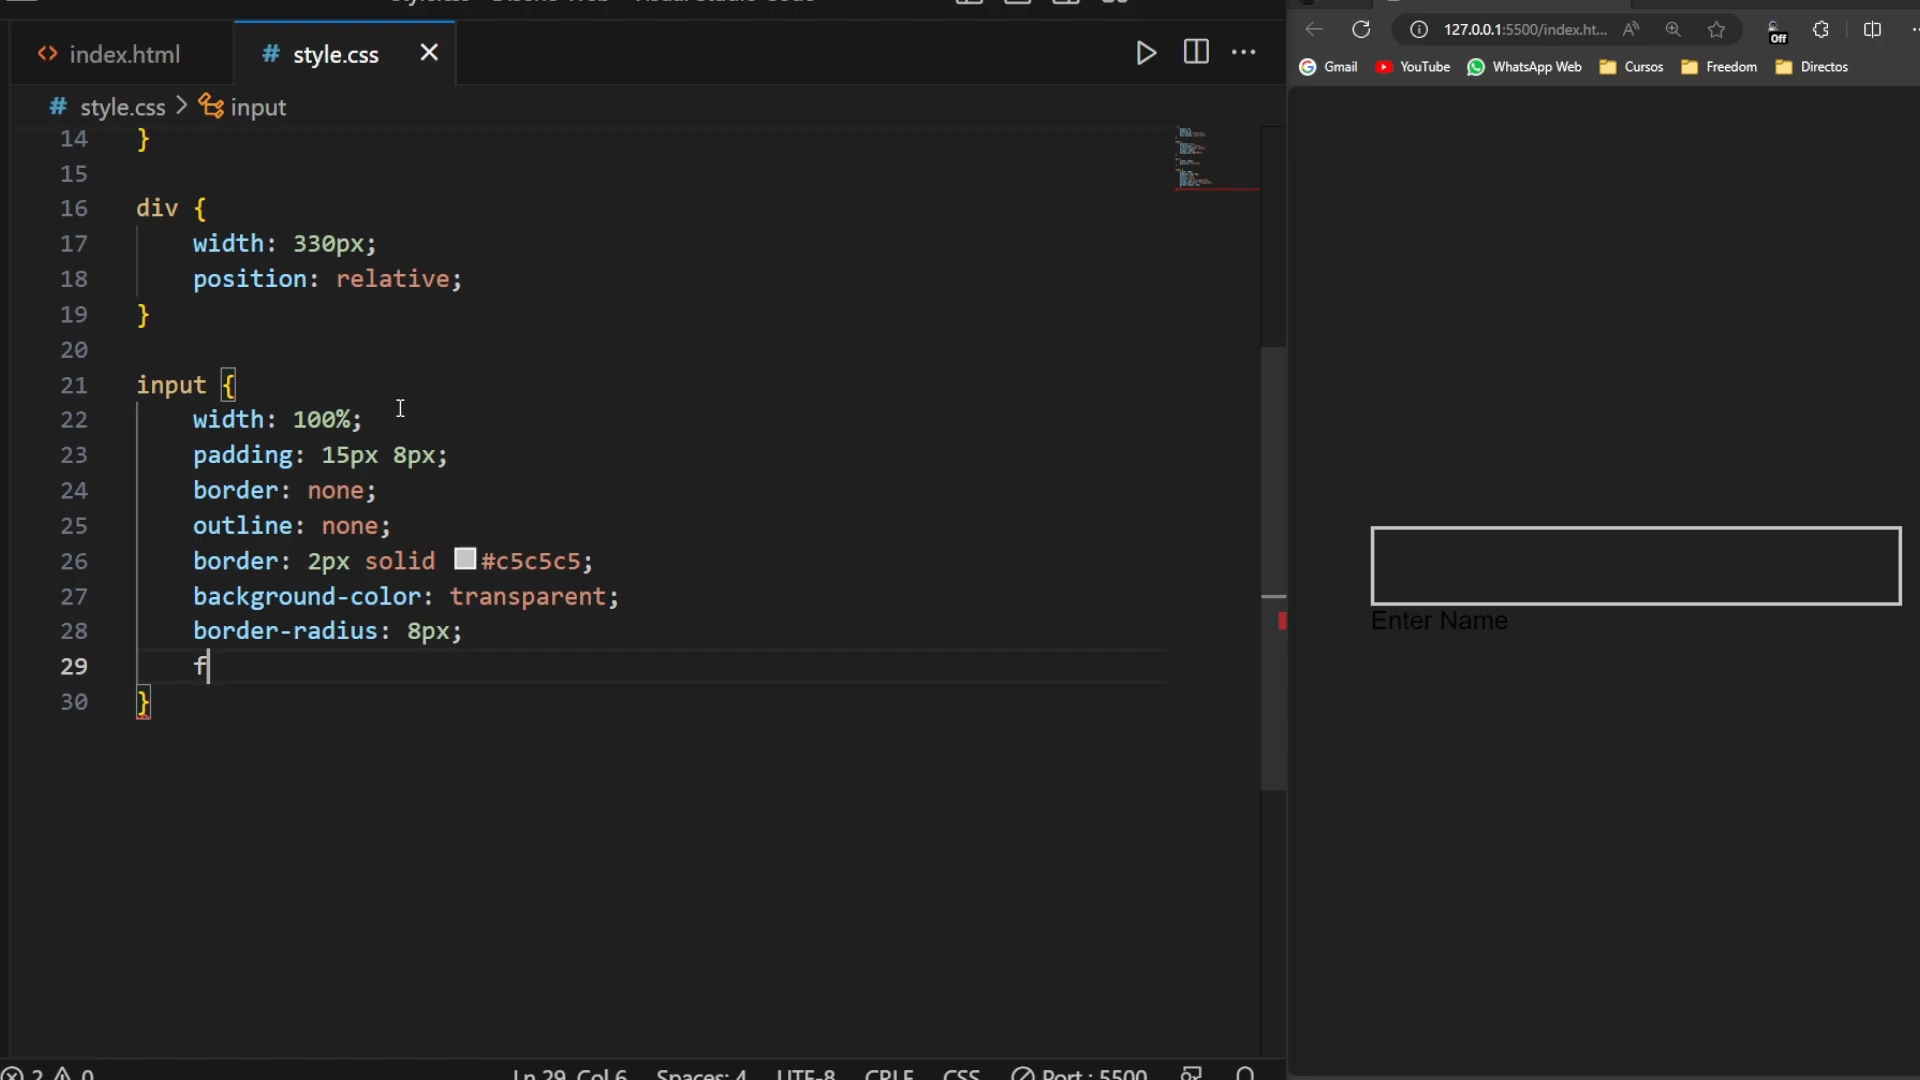 index.html
# style.css
127.0.0.1:5500/index.ht...
Off
Gmail
YouTube
WhatsApp Web
Cursos
Freedom
Directos
# style.css > input
14 }
15
16 div {
17 width: 330px;
18 position: relative;
19 }
20
21 input {
22 width: 100%;
23 padding: 15px 8px;
24 border: none;
25 outline: none;
26 border: 2px solid #c5c5c5;
27 background-color: transparent;
28 border-radius: 8px;
29 f
30 }
Enter Name
2 0 Ln 29, Col 6 Spaces: 4 UTF-8 CRLF CSS Port : 5500